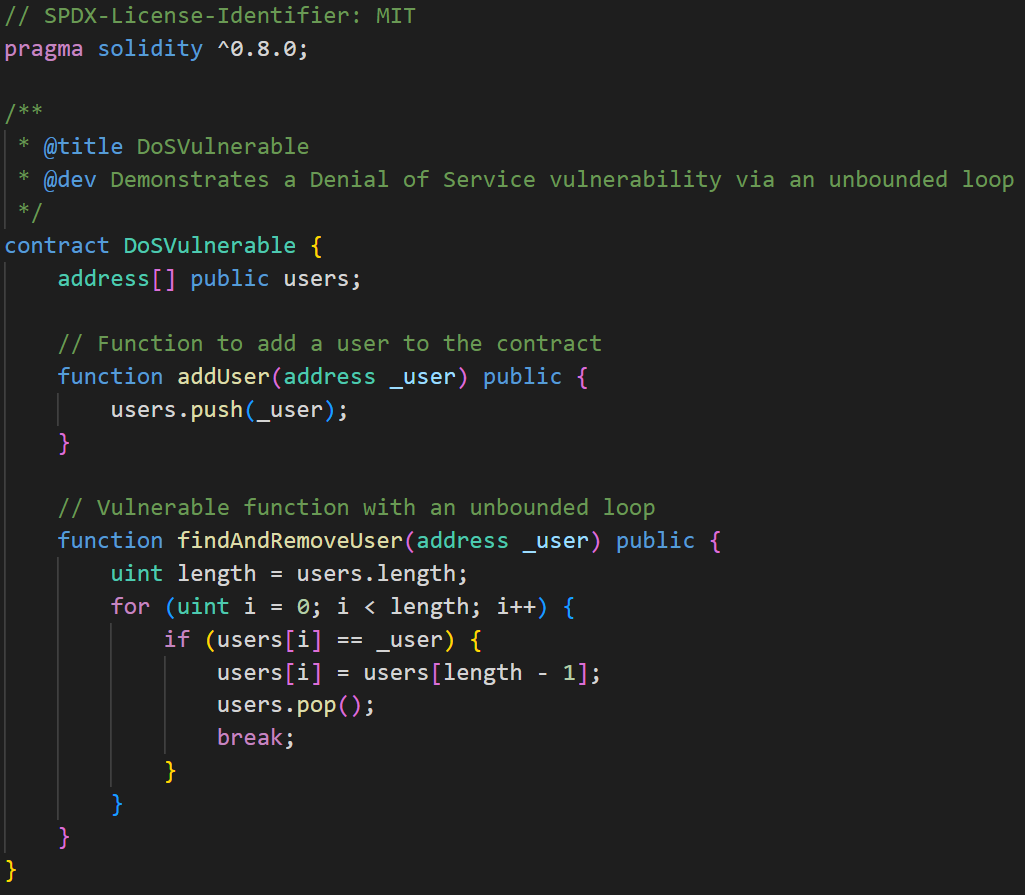 // SPDX-License-Identifier: MIT
pragma solidity ^0.8.0;

/**
 * @title DoSVulnerable
 * @dev Demonstrates a Denial of Service vulnerability via an unbounded loop
 */
contract DoSVulnerable {
    address[] public users;

    // Function to add a user to the contract
    function addUser(address _user) public {
        users.push(_user);
    }

    // Vulnerable function with an unbounded loop
    function findAndRemoveUser(address _user) public {
        uint length = users.length;
        for (uint i = 0; i < length; i++) {
            if (users[i] == _user) {
                users[i] = users[length - 1];
                users.pop();
                break;
            }
        }
    }
}